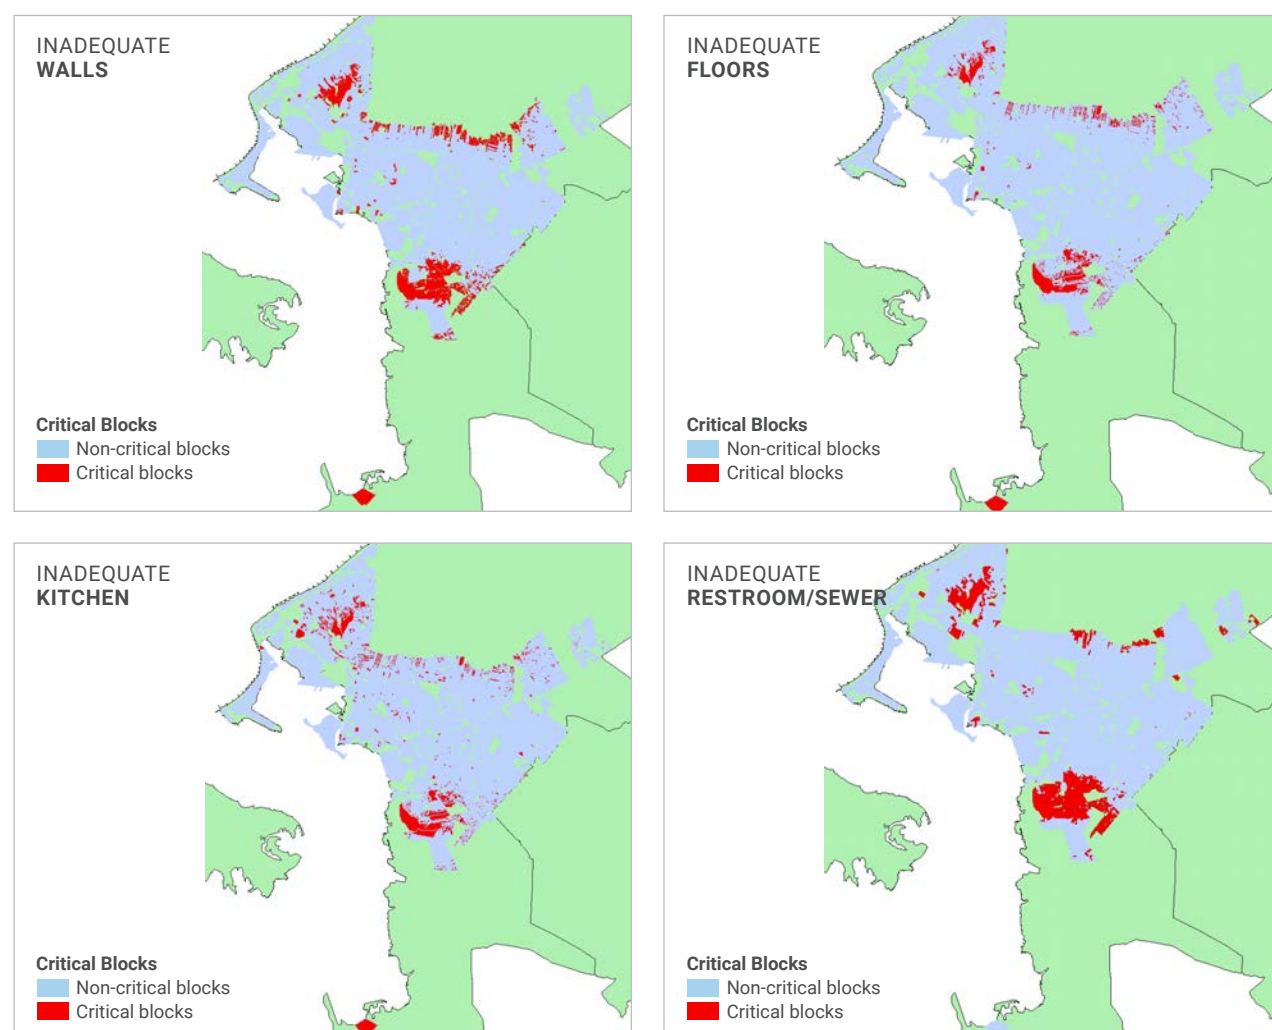 INADEQUATE
WALLS
Critical Blocks
Non-critical blocks
Critical blocks
INADEQUATE
FLOORS
Critical Blocks
Non-critical blocks
Critical blocks
INADEQUATE
KITCHEN
Critical Blocks
Non-critical blocks
Critical blocks
INADEQUATE
RESTROOM/SEWER
Critical Blocks
Non-critical blocks
Critical blocks